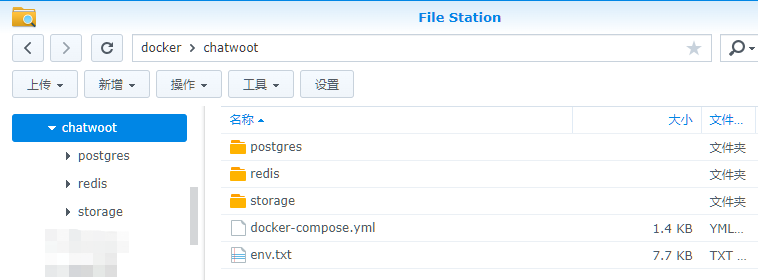 File Station
docker > chatwoot
上传 新增 操作 工具 设置
名称 大小 文件...
chatwoot
postgres
redis
storage
postgres 文件夹
redis 文件夹
storage 文件夹
docker-compose.yml 1.4 KB YML...
env.txt 7.7 KB TXT ...